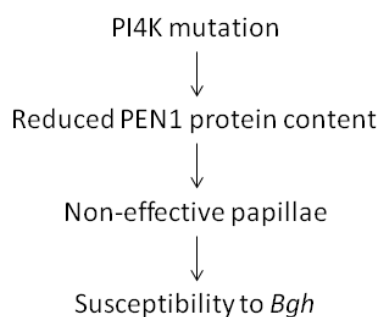 PI4K mutation
Reduced PEN1 protein content
Non-effective papillae
Susceptibility to Bgh